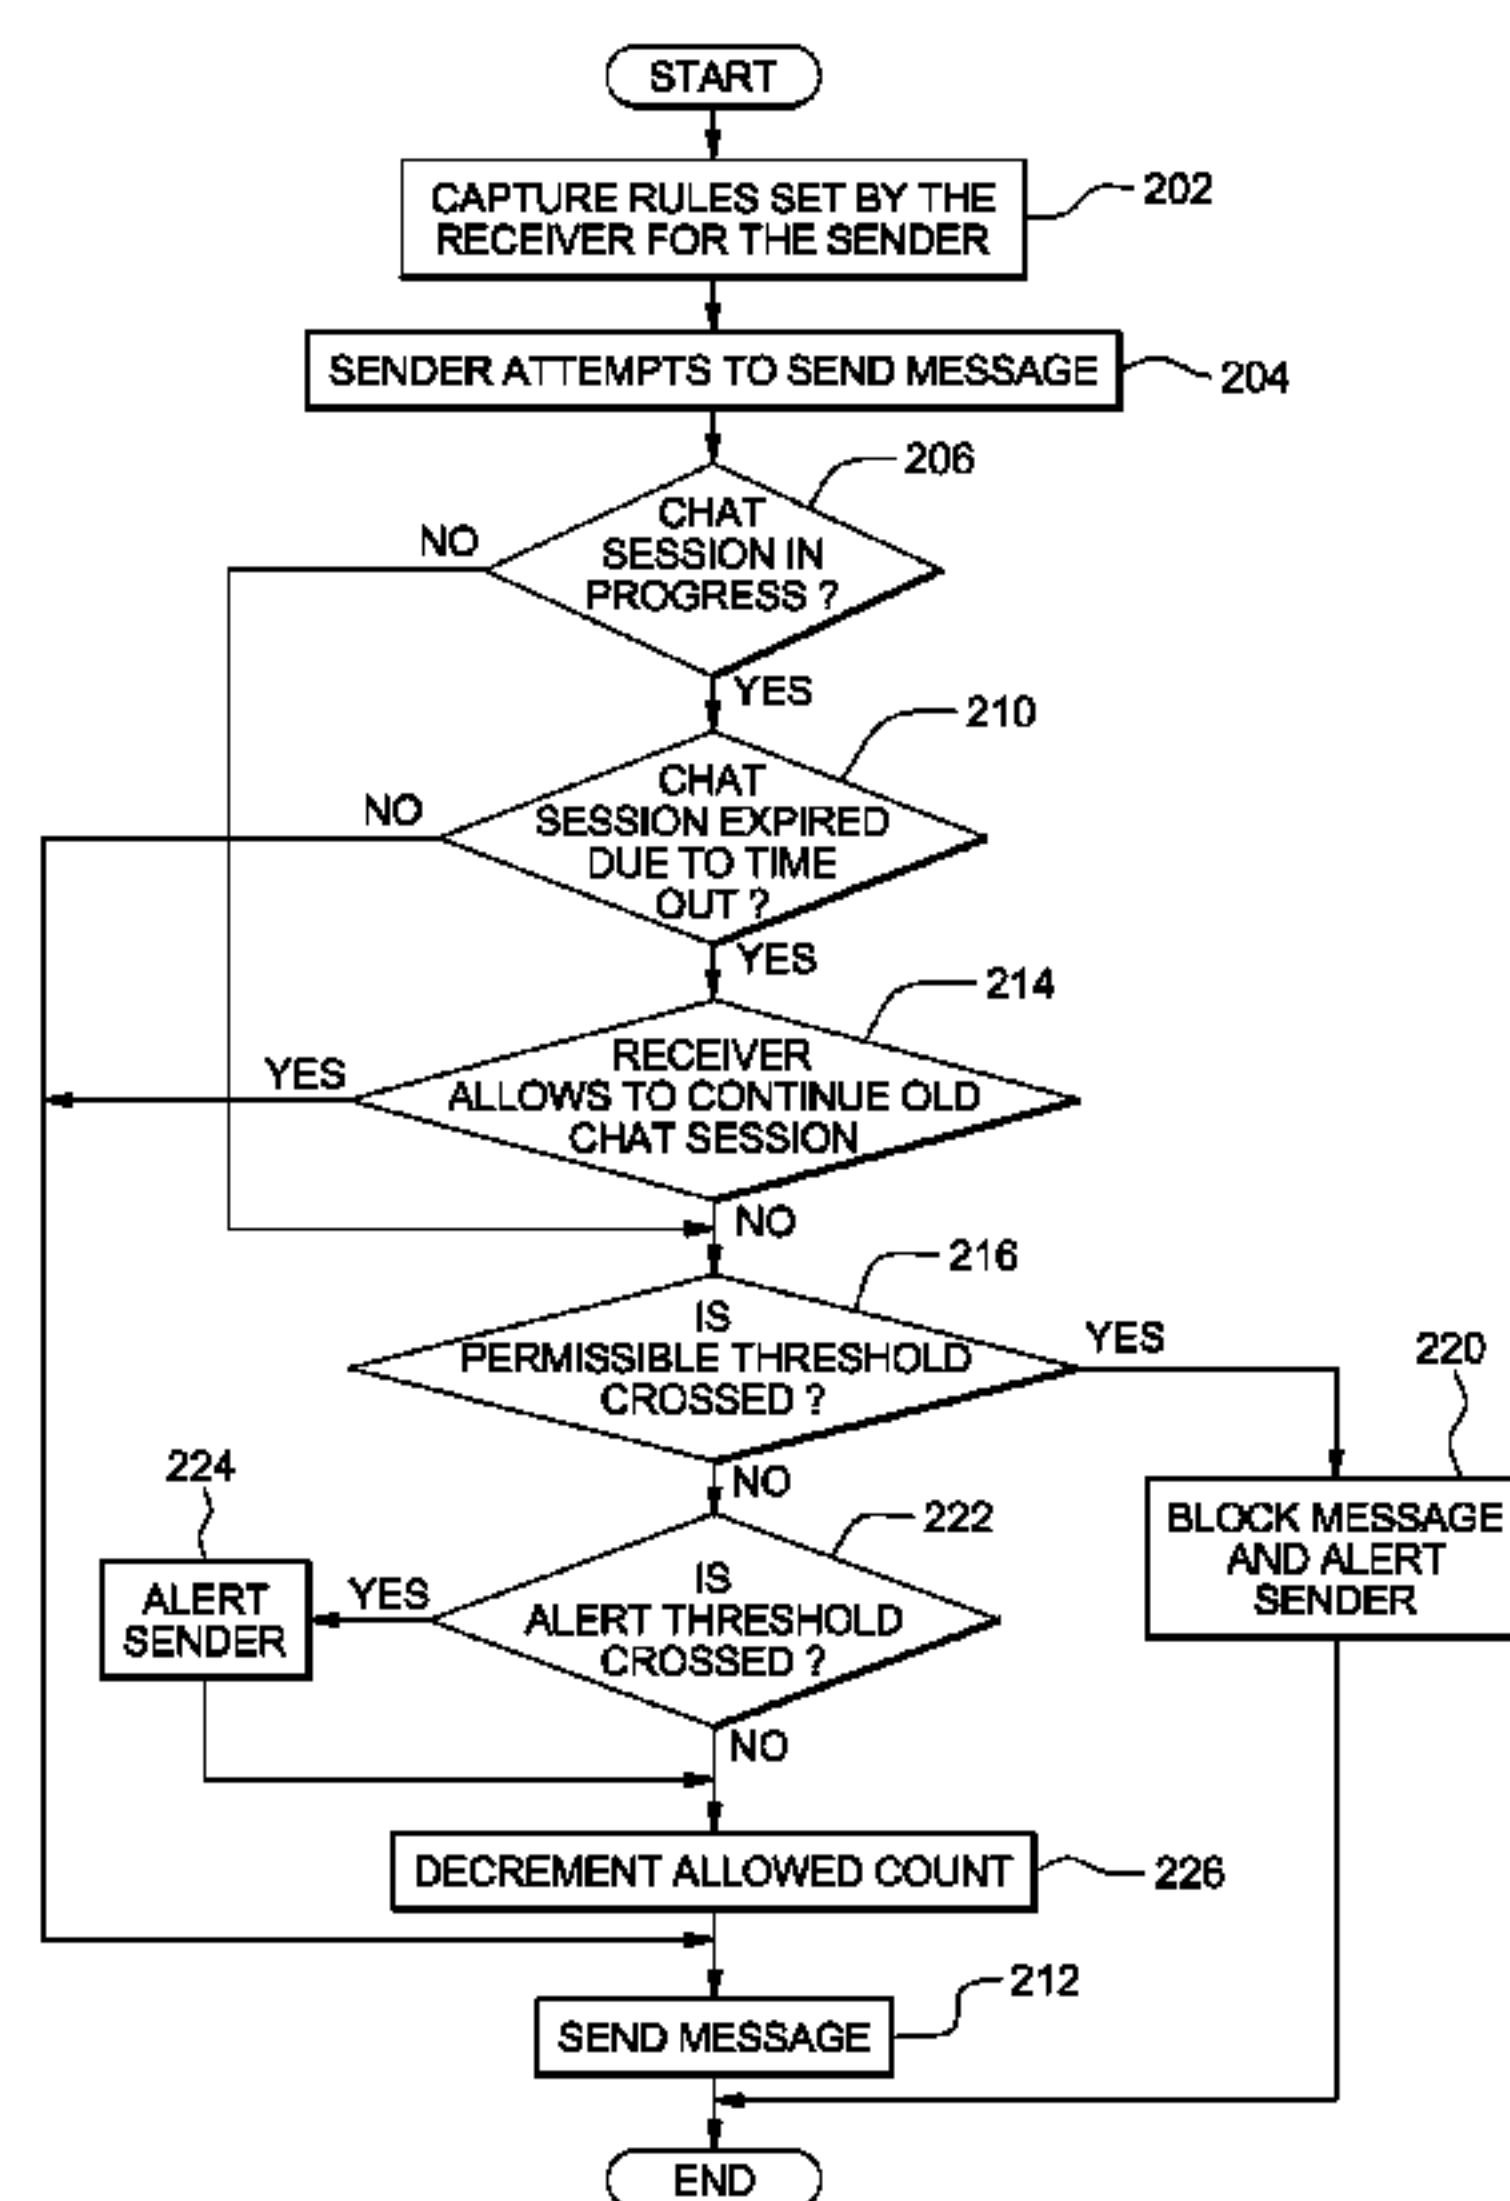 START
CAPTURE RULES SET BY THE
RECEIVER FOR THE SENDER
202
SENDER ATTEMPTS TO SEND MESSAGE
204
206
CHAT
SESSION IN
PROGRESS ?
NO
YES
210
CHAT
SESSION EXPIRED
DUE TO TIME
OUT ?
NO
YES
214
RECEIVER
ALLOWS TO CONTINUE OLD
CHAT SESSION
YES
NO
216
IS
PERMISSIBLE THRESHOLD
CROSSED ?
YES
220
NO
BLOCK MESSAGE
AND ALERT
SENDER
224
222
IS
ALERT THRESHOLD
CROSSED ?
YES
ALERT
SENDER
NO
DECREMENT ALLOWED COUNT
226
212
SEND MESSAGE
END